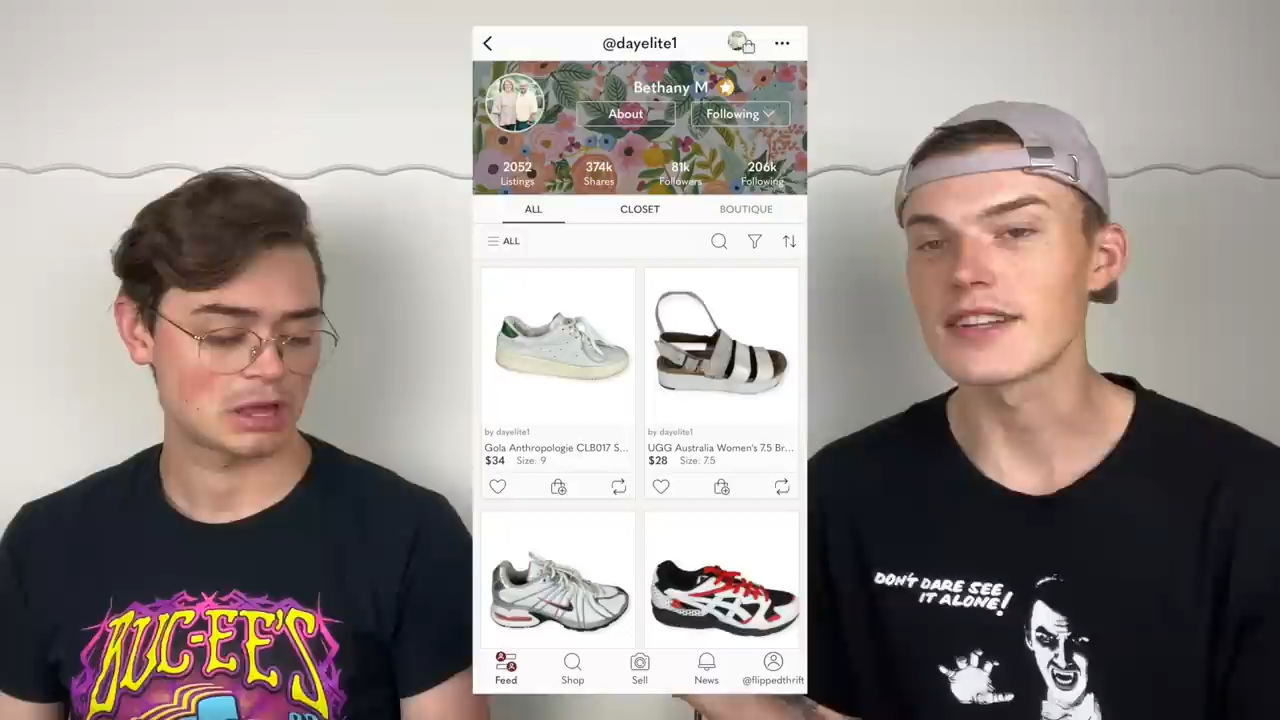 @dayelite1
Bethany M
About
Following
2052
374k
81k
206k
Listings
Shares
Followers
Following
ALL
CLOSET
BOUTIQUE
ALL
by dayelite1
by dayelite1
Gola Anthropologie CLB017 S...
UGG Australia Women's 7.5 Br...
$34 Size: 9
$28 Size: 7.5
Feed
Shop
Sell
News
@flippedthrift
BUC-EE'S
DON'T DARE SEE
IT ALONE!